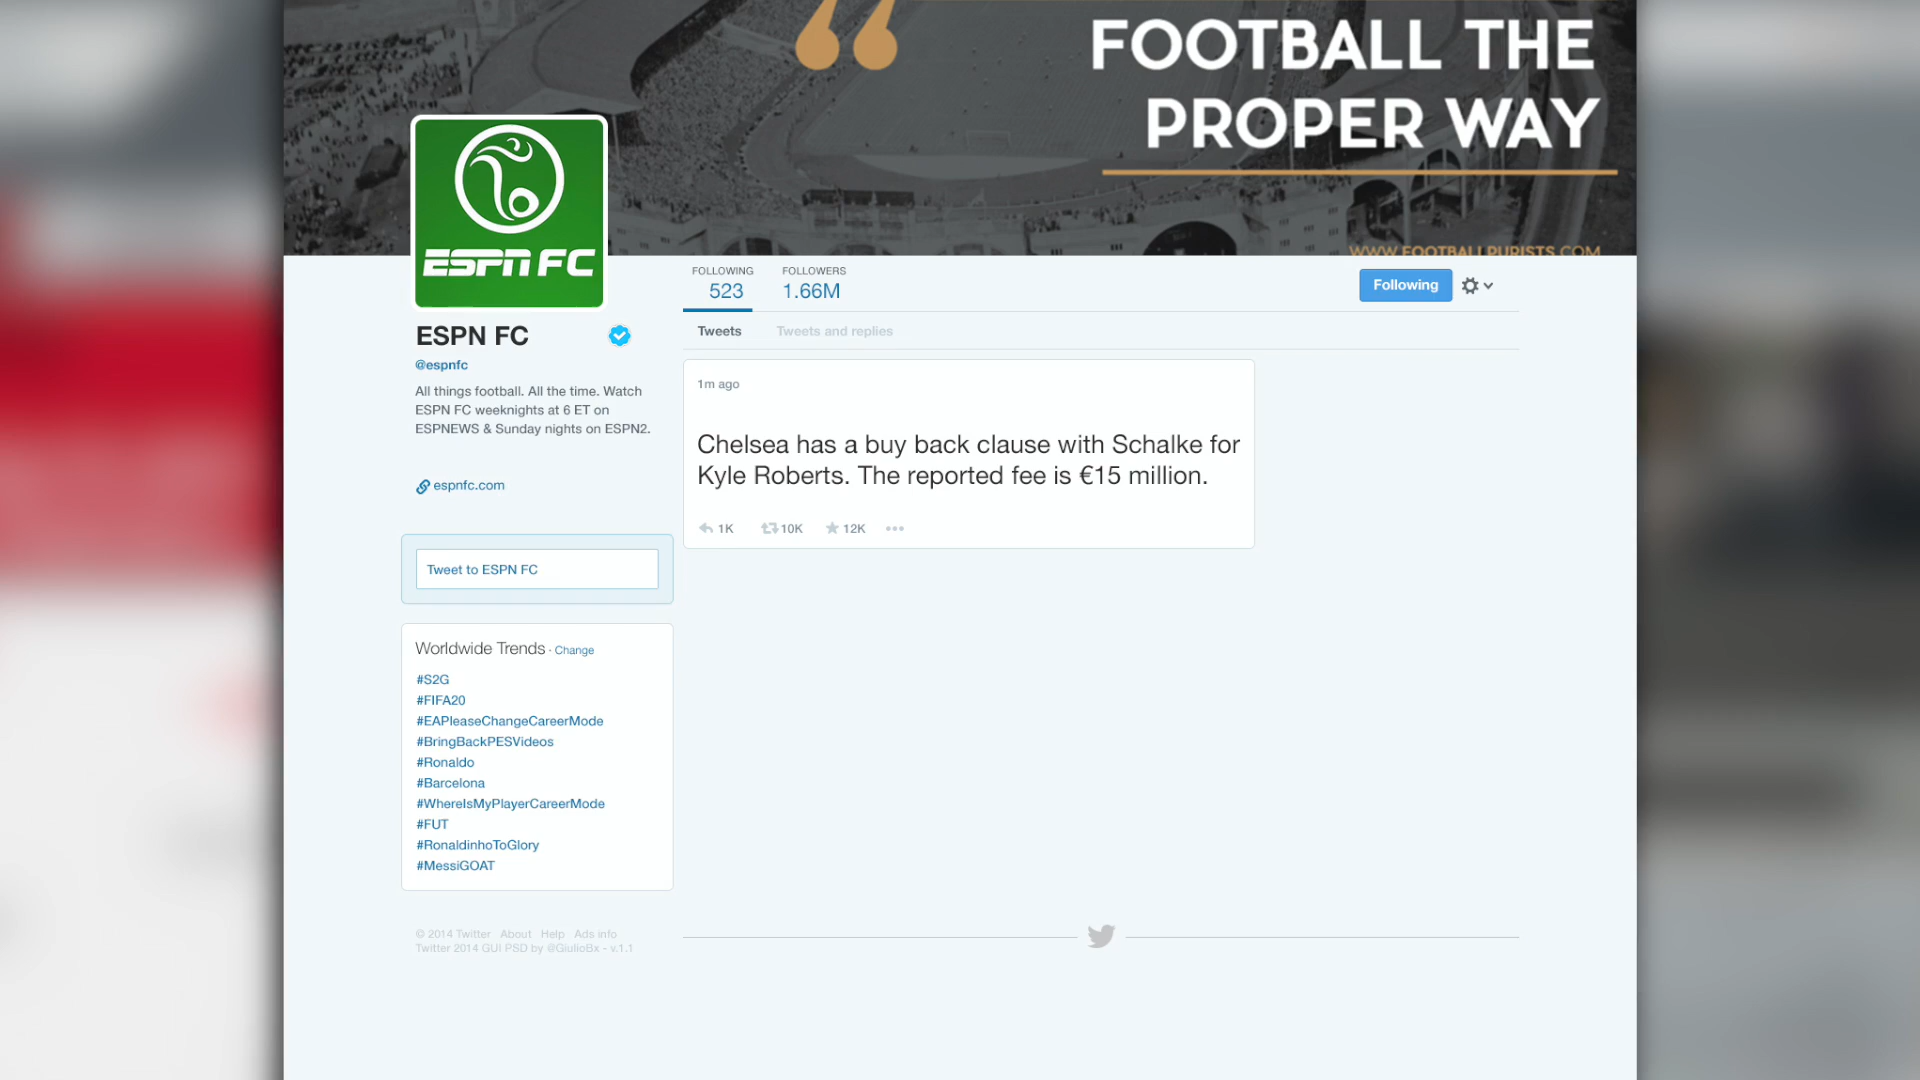 FOOTBALL THE
PROPER WAY
WWW.FOOTBALLPURISTS.COM
ESPN FC
FOLLOWING
523
FOLLOWERS
1.66M
Following
ESPN FC
@espnfc
All things football. All the time. Watch
ESPN FC weeknights at 6 ET on
ESPNEWS & Sunday nights on ESPN2.
espnfc.com
Tweet to ESPN FC
Worldwide Trends · Change
#S2G
#FIFA20
#EAPleaseChangeCareerMode
#BringBackPESVideos
#Ronaldo
#Barcelona
#WhereIsMyPlayerCareerMode
#FUT
#RonaldinhoToGlory
#MessiGOAT
© 2014 Twitter About Help Ads info
Twitter 2014 GUI PSD by @GiulioBx - v.1.1
Tweets
Tweets and replies
1m ago
Chelsea has a buy back clause with Schalke for
Kyle Roberts. The reported fee is €15 million.
1K
10K
12K